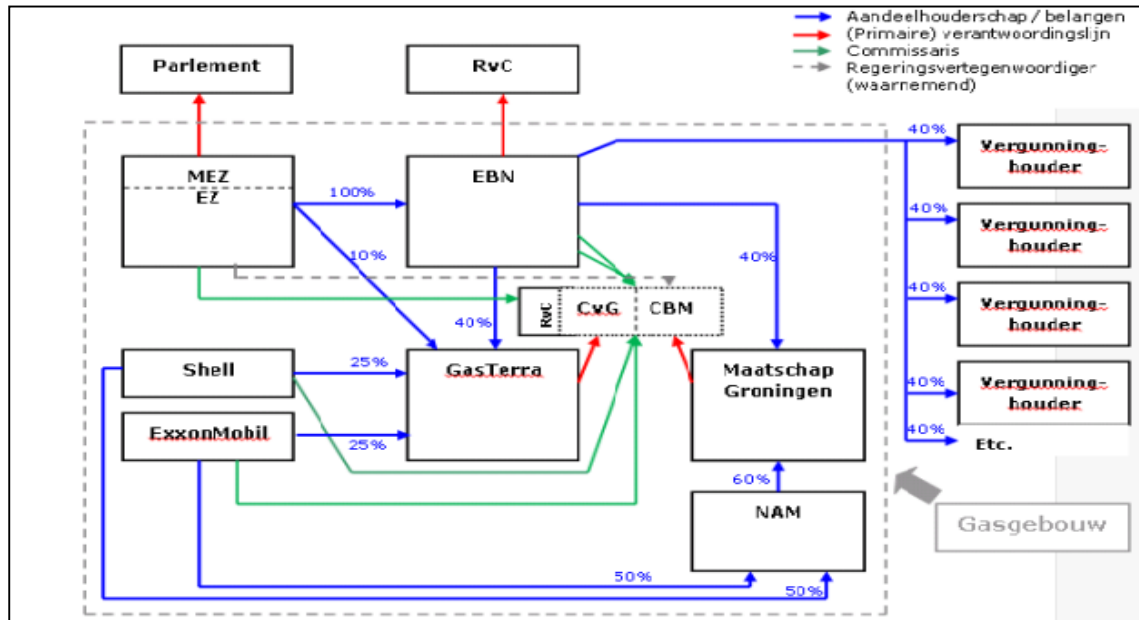 Aandeelhouderschap / belangen
(Primaire) verantwoordingslijn
Commissaris
Regeringsvertegenwoordiger
(waarnemend)
Parlement
RvC
MEZ
EZ
100%
10%
EBN
40%
40%
RvC
CvG
CBM
Shell
25%
ExxonMobil
25%
GasTerra
Maatschap
Groningen
60%
NAM
50%
50%
40%
Vergunning-
houder
40%
Vergunning-
houder
40%
Vergunning-
houder
40%
Vergunning-
houder
40%
Etc.
Gasgebouw